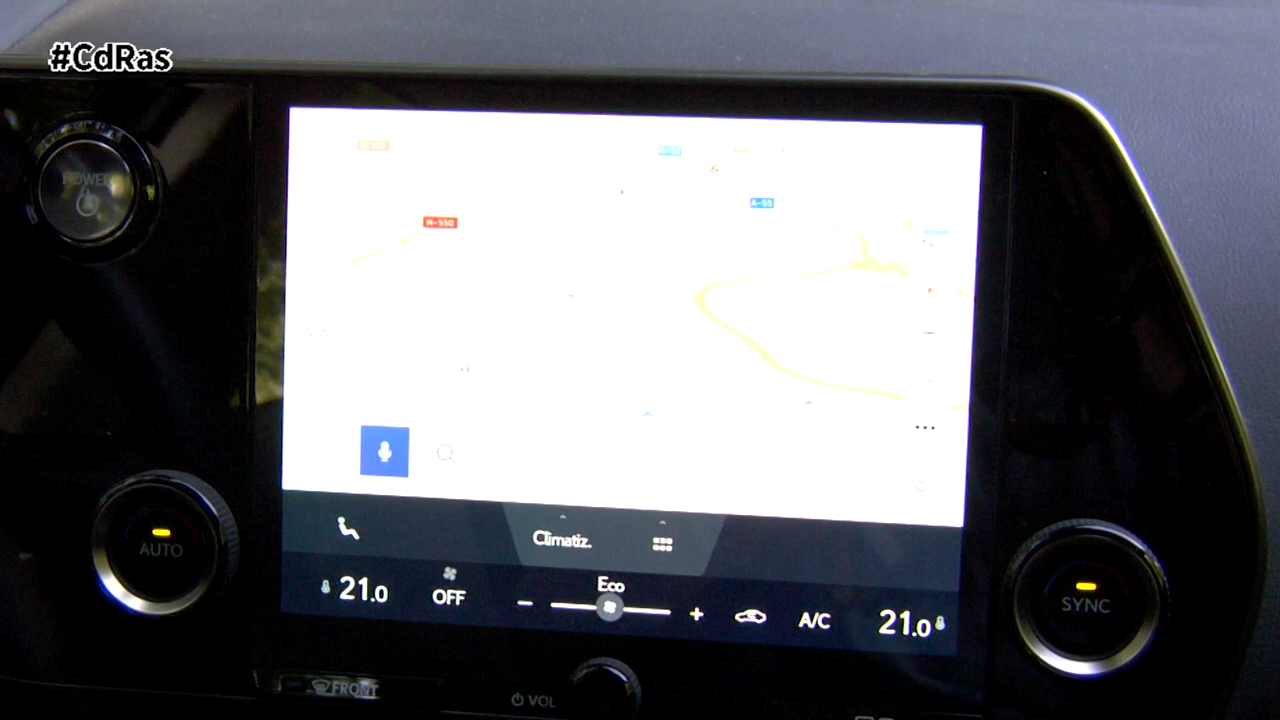 #CdRas
POWER
N-550
A-55
Climatiz.
AUTO
21.0
OFF
Eco
− +
A/C
21.0
SYNC
FRONT
VOL